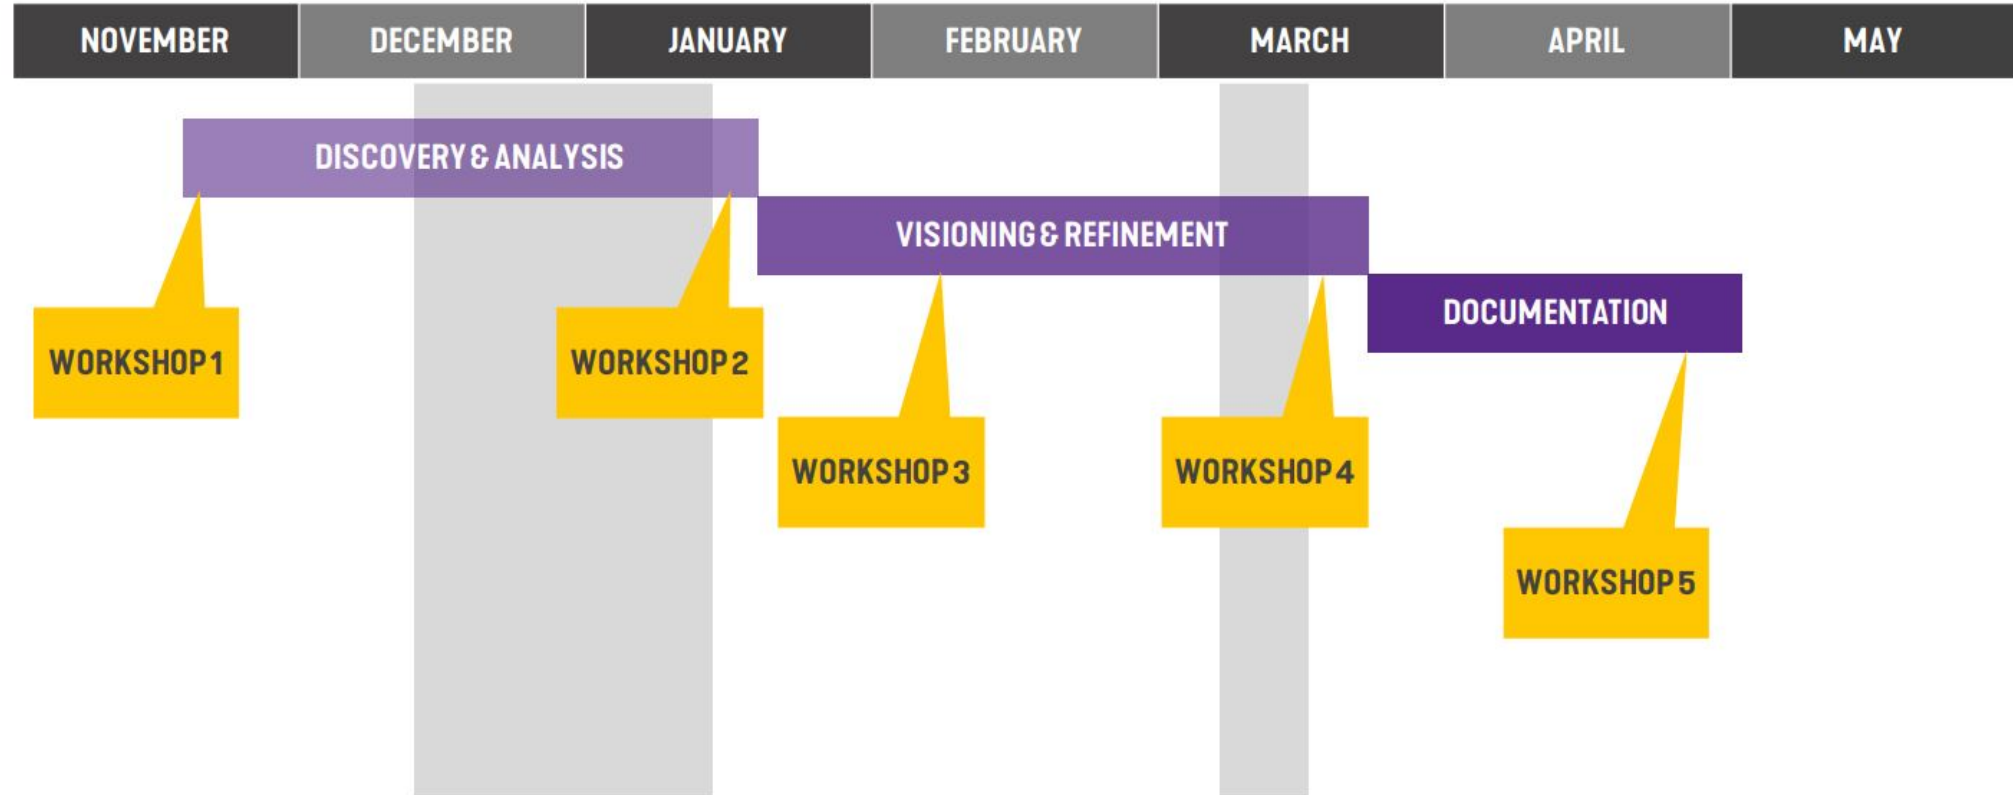 NOVEMBER DECEMBER JANUARY FEBRUARY MARCH APRIL MAY
DISCOVERY & ANALYSIS
VISIONING & REFINEMENT
DOCUMENTATION
WORKSHOP 1
WORKSHOP 2
WORKSHOP 3
WORKSHOP 4
WORKSHOP 5